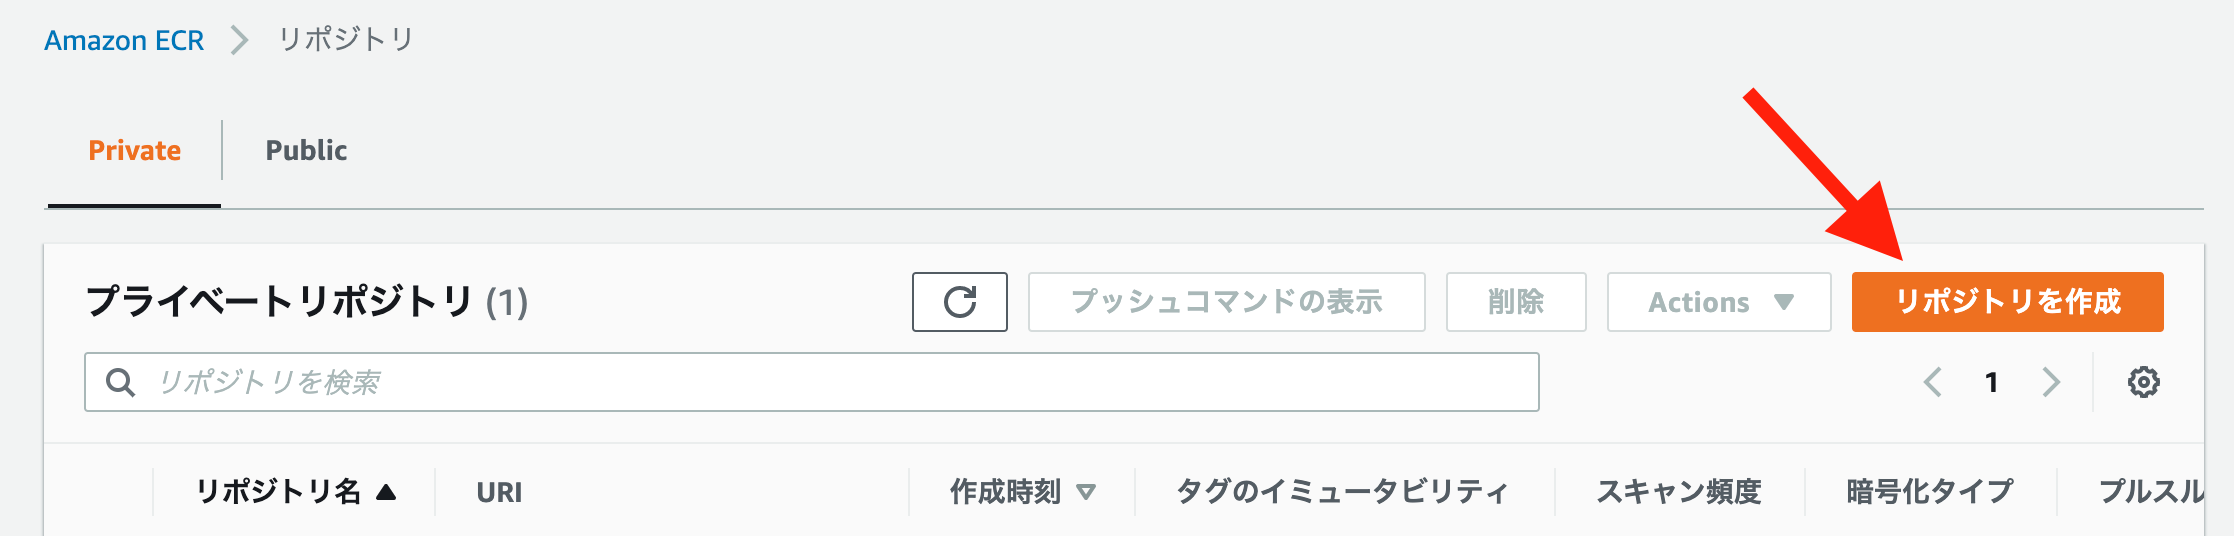 Amazon ECR > リポジトリ
Private Public
プライベートリポジトリ (1) プッシュコマンドの表示 削除 Actions リポジトリを作成
リポジトリを検索 1
リポジトリ名 URI 作成時刻 タグのイミュータビリティ スキャン頻度 暗号化タイプ プルスル